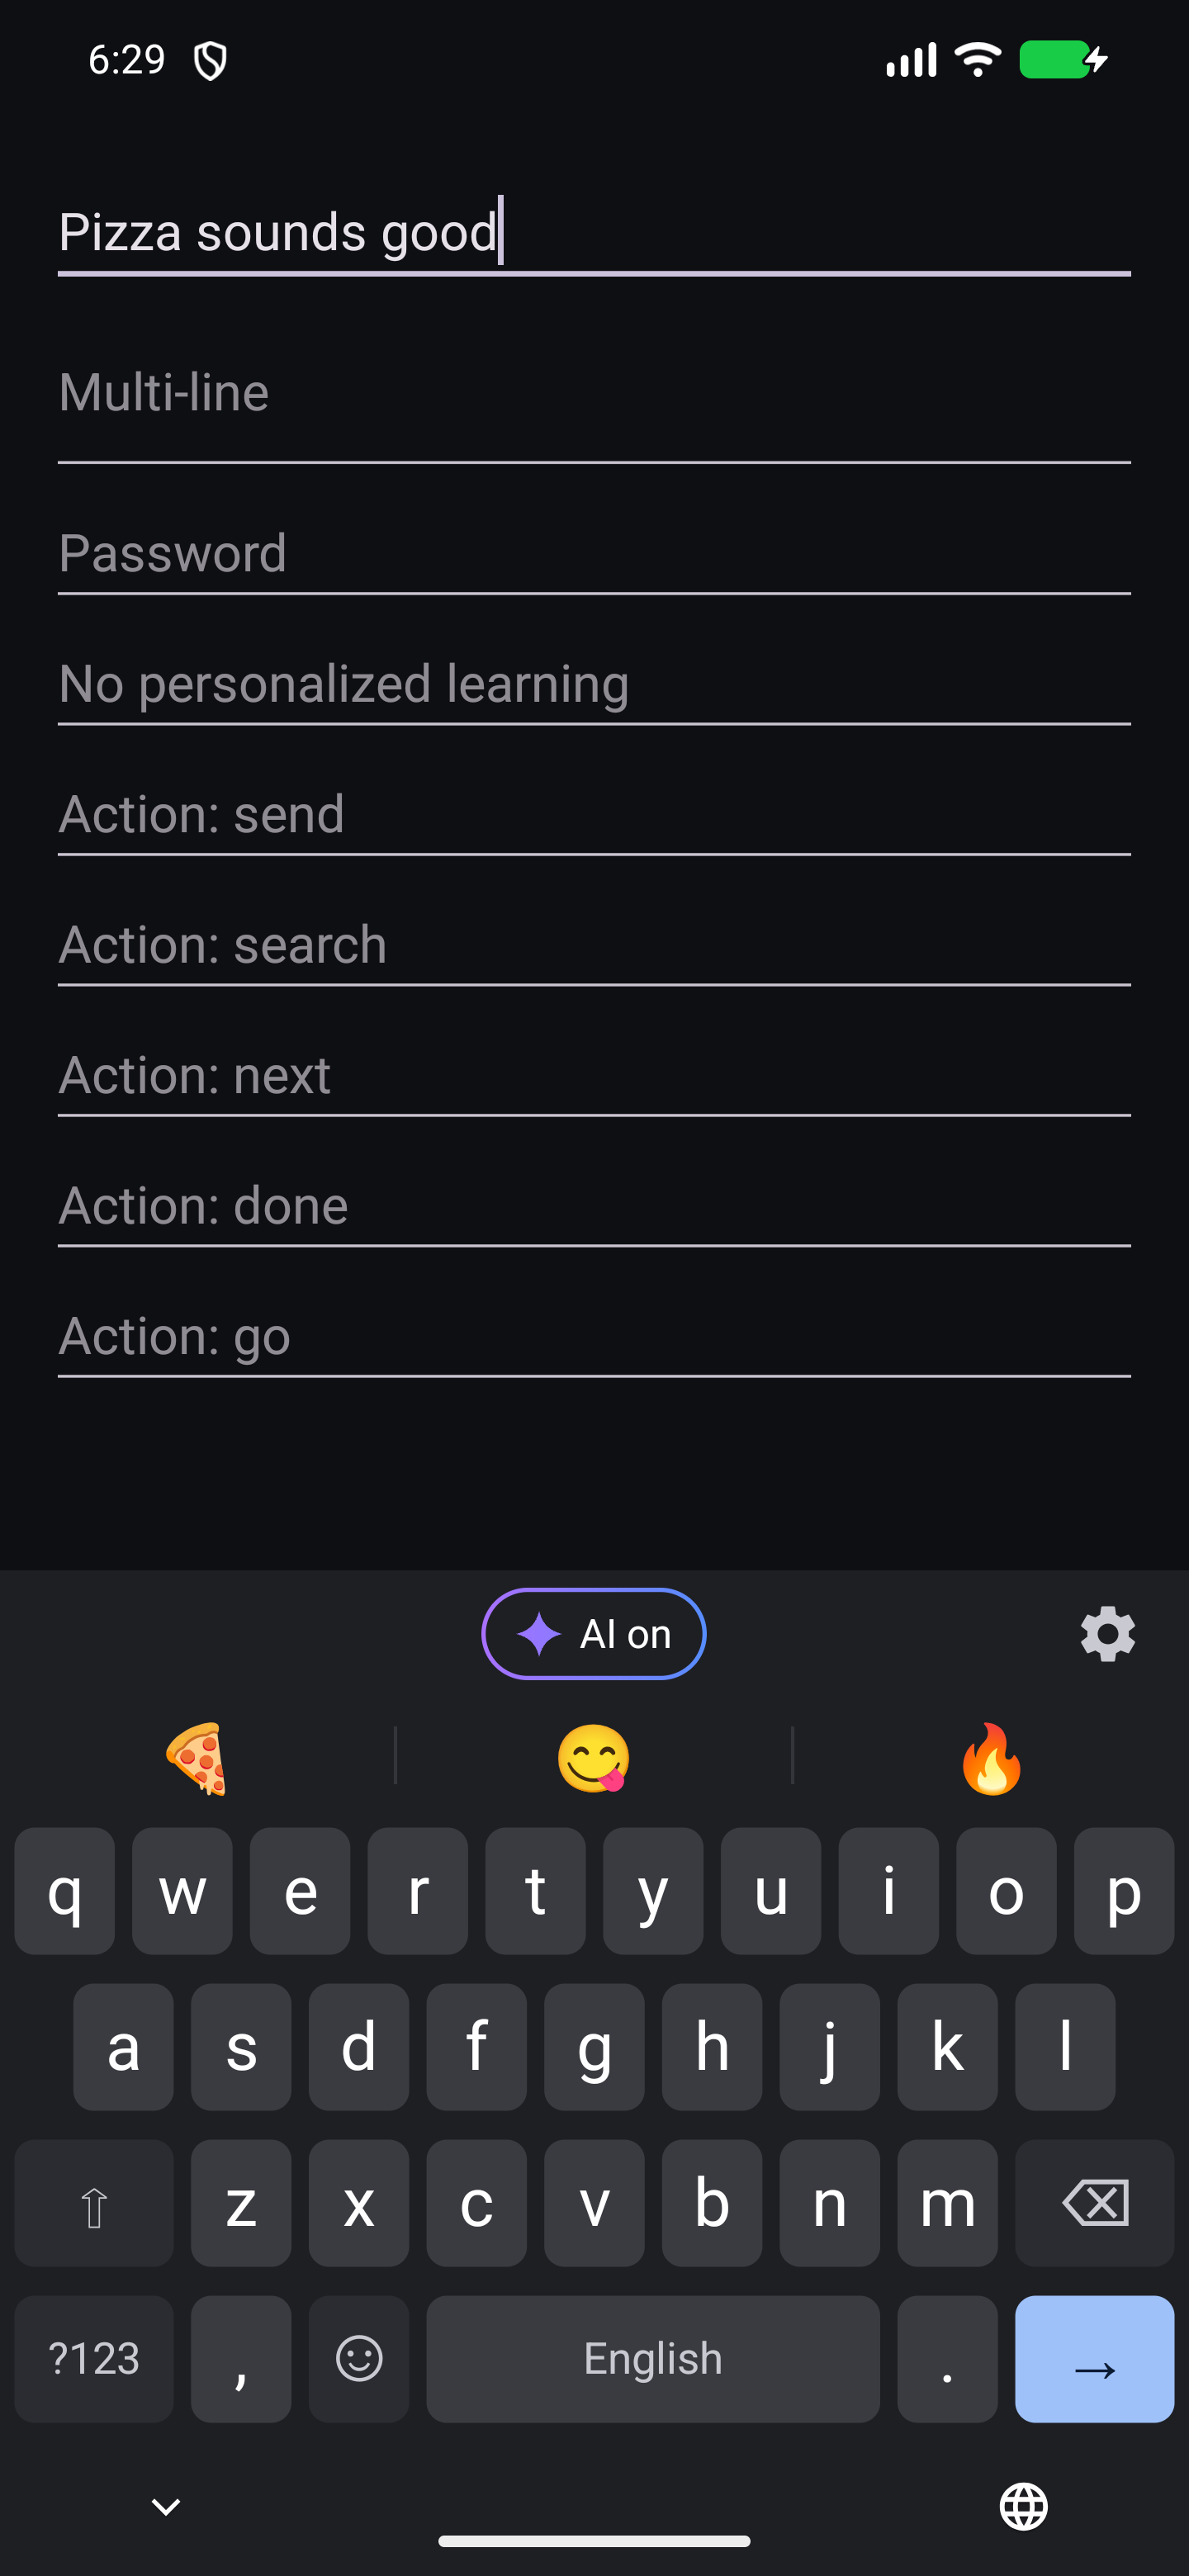 6:29
Pizza sounds good
Multi-line
Password
No personalized learning
Action: send
Action: search
Action: next
Action: done
Action: go
AI on
🍕 😋 🔥
q w e r t y u i o p
a s d f g h j k l
⇧ z x c v b n m ⌫
?123 , ☺ English . →